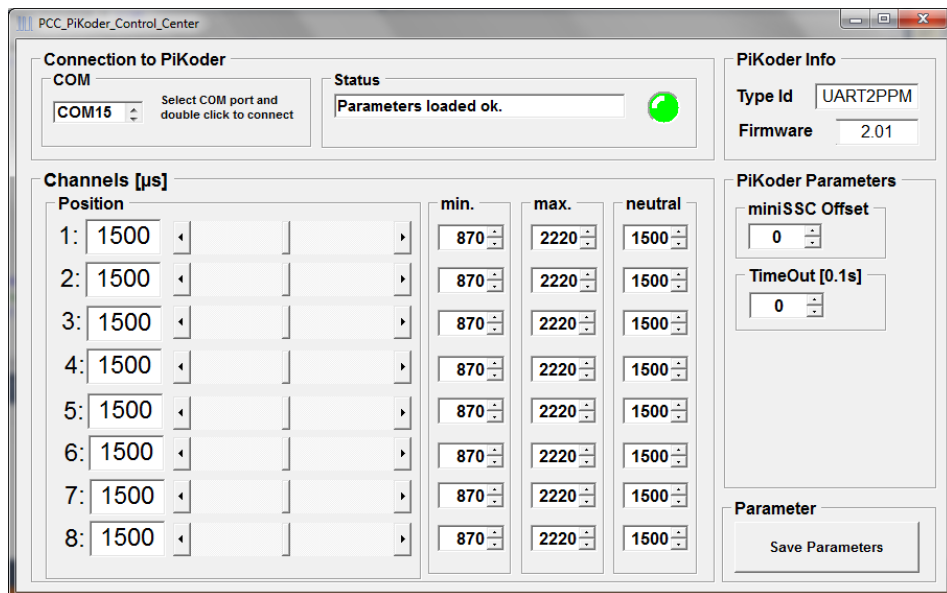 PCC_PiKoder_Control_Center
Connection to PiKoder
COM
COM15
Select COM port and
double click to connect
Status
Parameters loaded ok.
PiKoder Info
Type Id UART2PPM
Firmware 2.01
Channels [µs]
Position min. max. neutral
1: 1500 870 2220 1500
2: 1500 870 2220 1500
3: 1500 870 2220 1500
4: 1500 870 2220 1500
5: 1500 870 2220 1500
6: 1500 870 2220 1500
7: 1500 870 2220 1500
8: 1500 870 2220 1500
PiKoder Parameters
miniSSC Offset
0
TimeOut [0.1s]
0
Parameter
Save Parameters